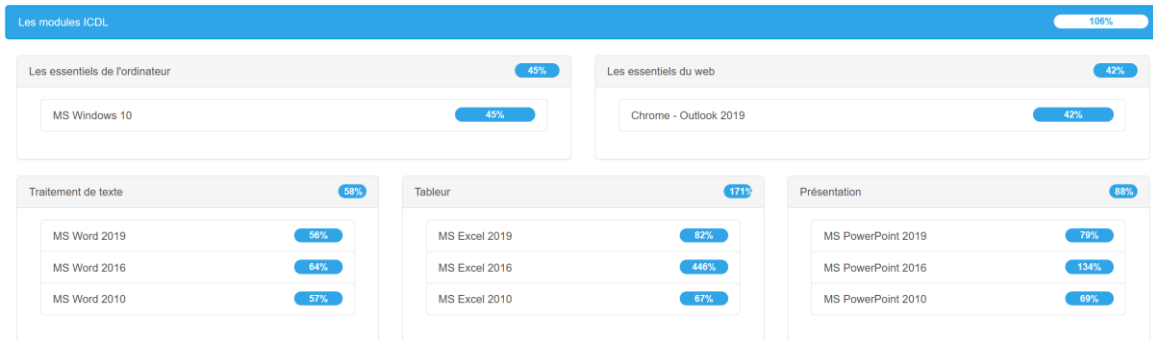 Les modules ICDL 106%
Les essentiels de l'ordinateur 45%
MS Windows 10 45%
Les essentiels du web 42%
Chrome - Outlook 2019 42%
Traitement de texte 58%
MS Word 2019 56%
MS Word 2016 64%
MS Word 2010 57%
Tableur 171%
MS Excel 2019 82%
MS Excel 2016 446%
MS Excel 2010 67%
Présentation 88%
MS PowerPoint 2019 79%
MS PowerPoint 2016 134%
MS PowerPoint 2010 69%